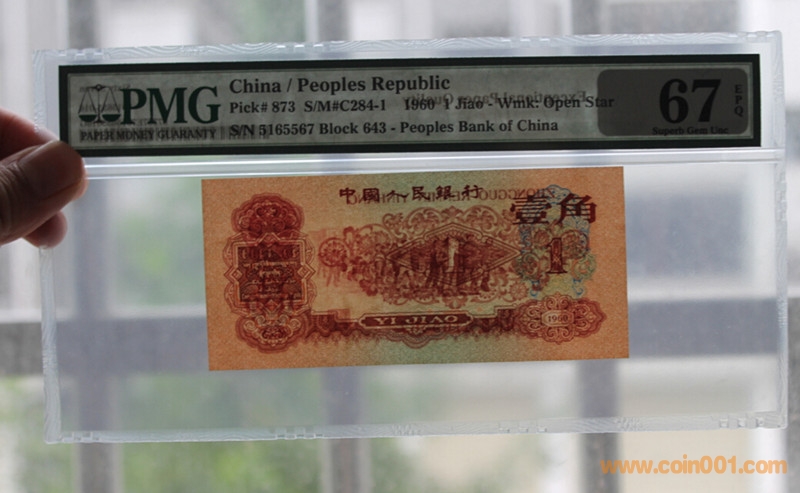 PMG
PAPER MONEY GUARANTY
China / Peoples Republic
Pick# 873 S/M#C284-1 1960 1 Jiao - Wmk: Open Star
S/N 5165567 Block 643 - Peoples Bank of China
67 EPQ
Superb Gem Unc
中國人民銀行
壹角
1
1
YI JIAO
1960
www.coin001.com